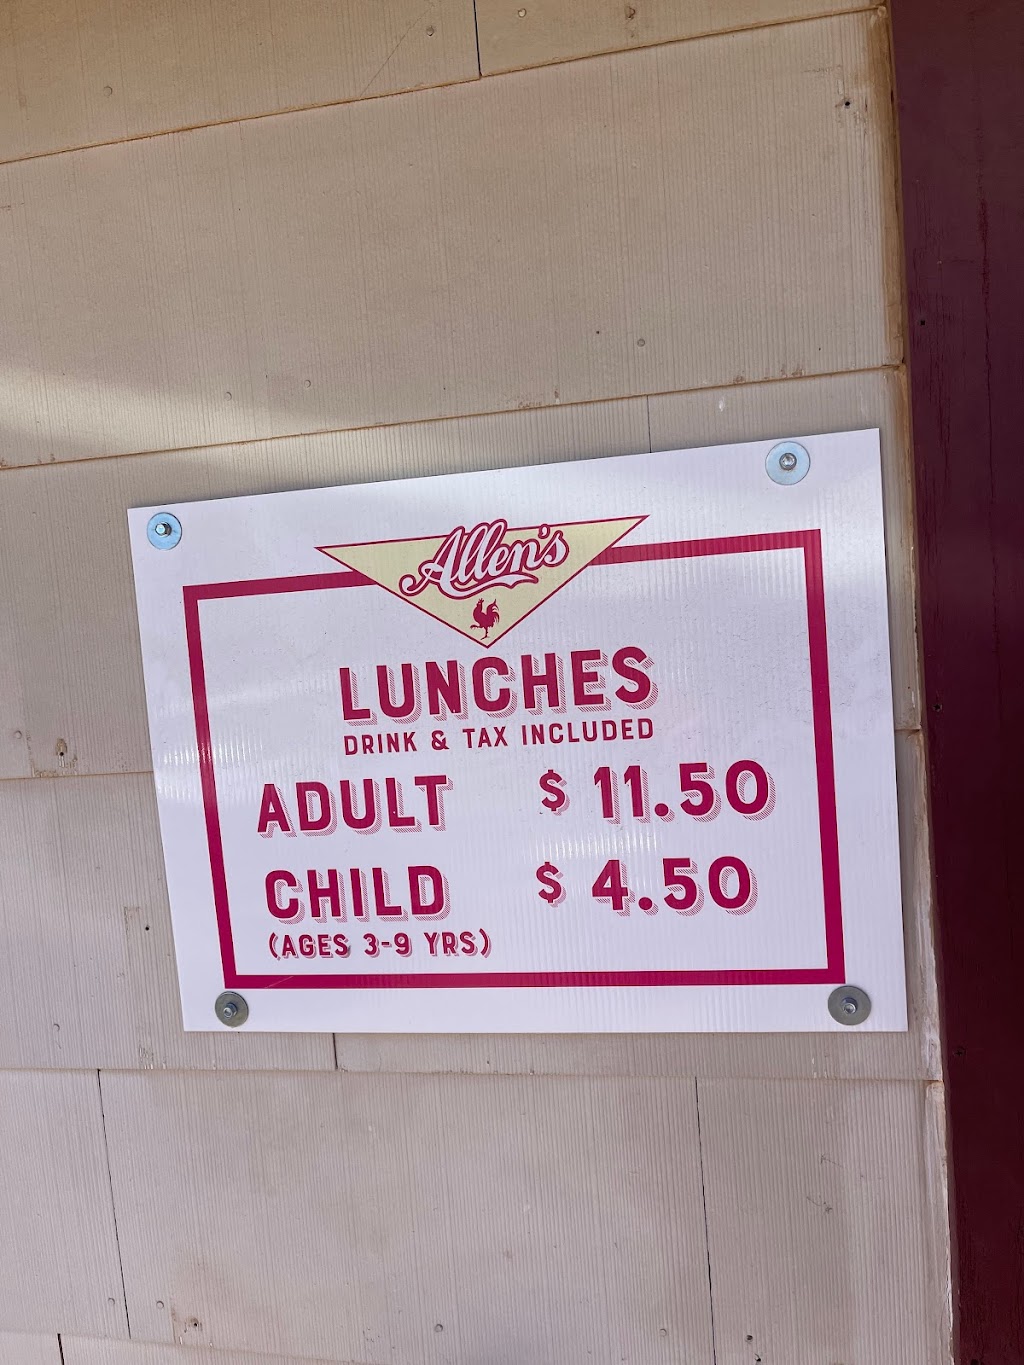 Allen's
LUNCHES
DRINK & TAX INCLUDED
ADULT $ 11.50
CHILD $ 4.50
(AGES 3-9 YRS)